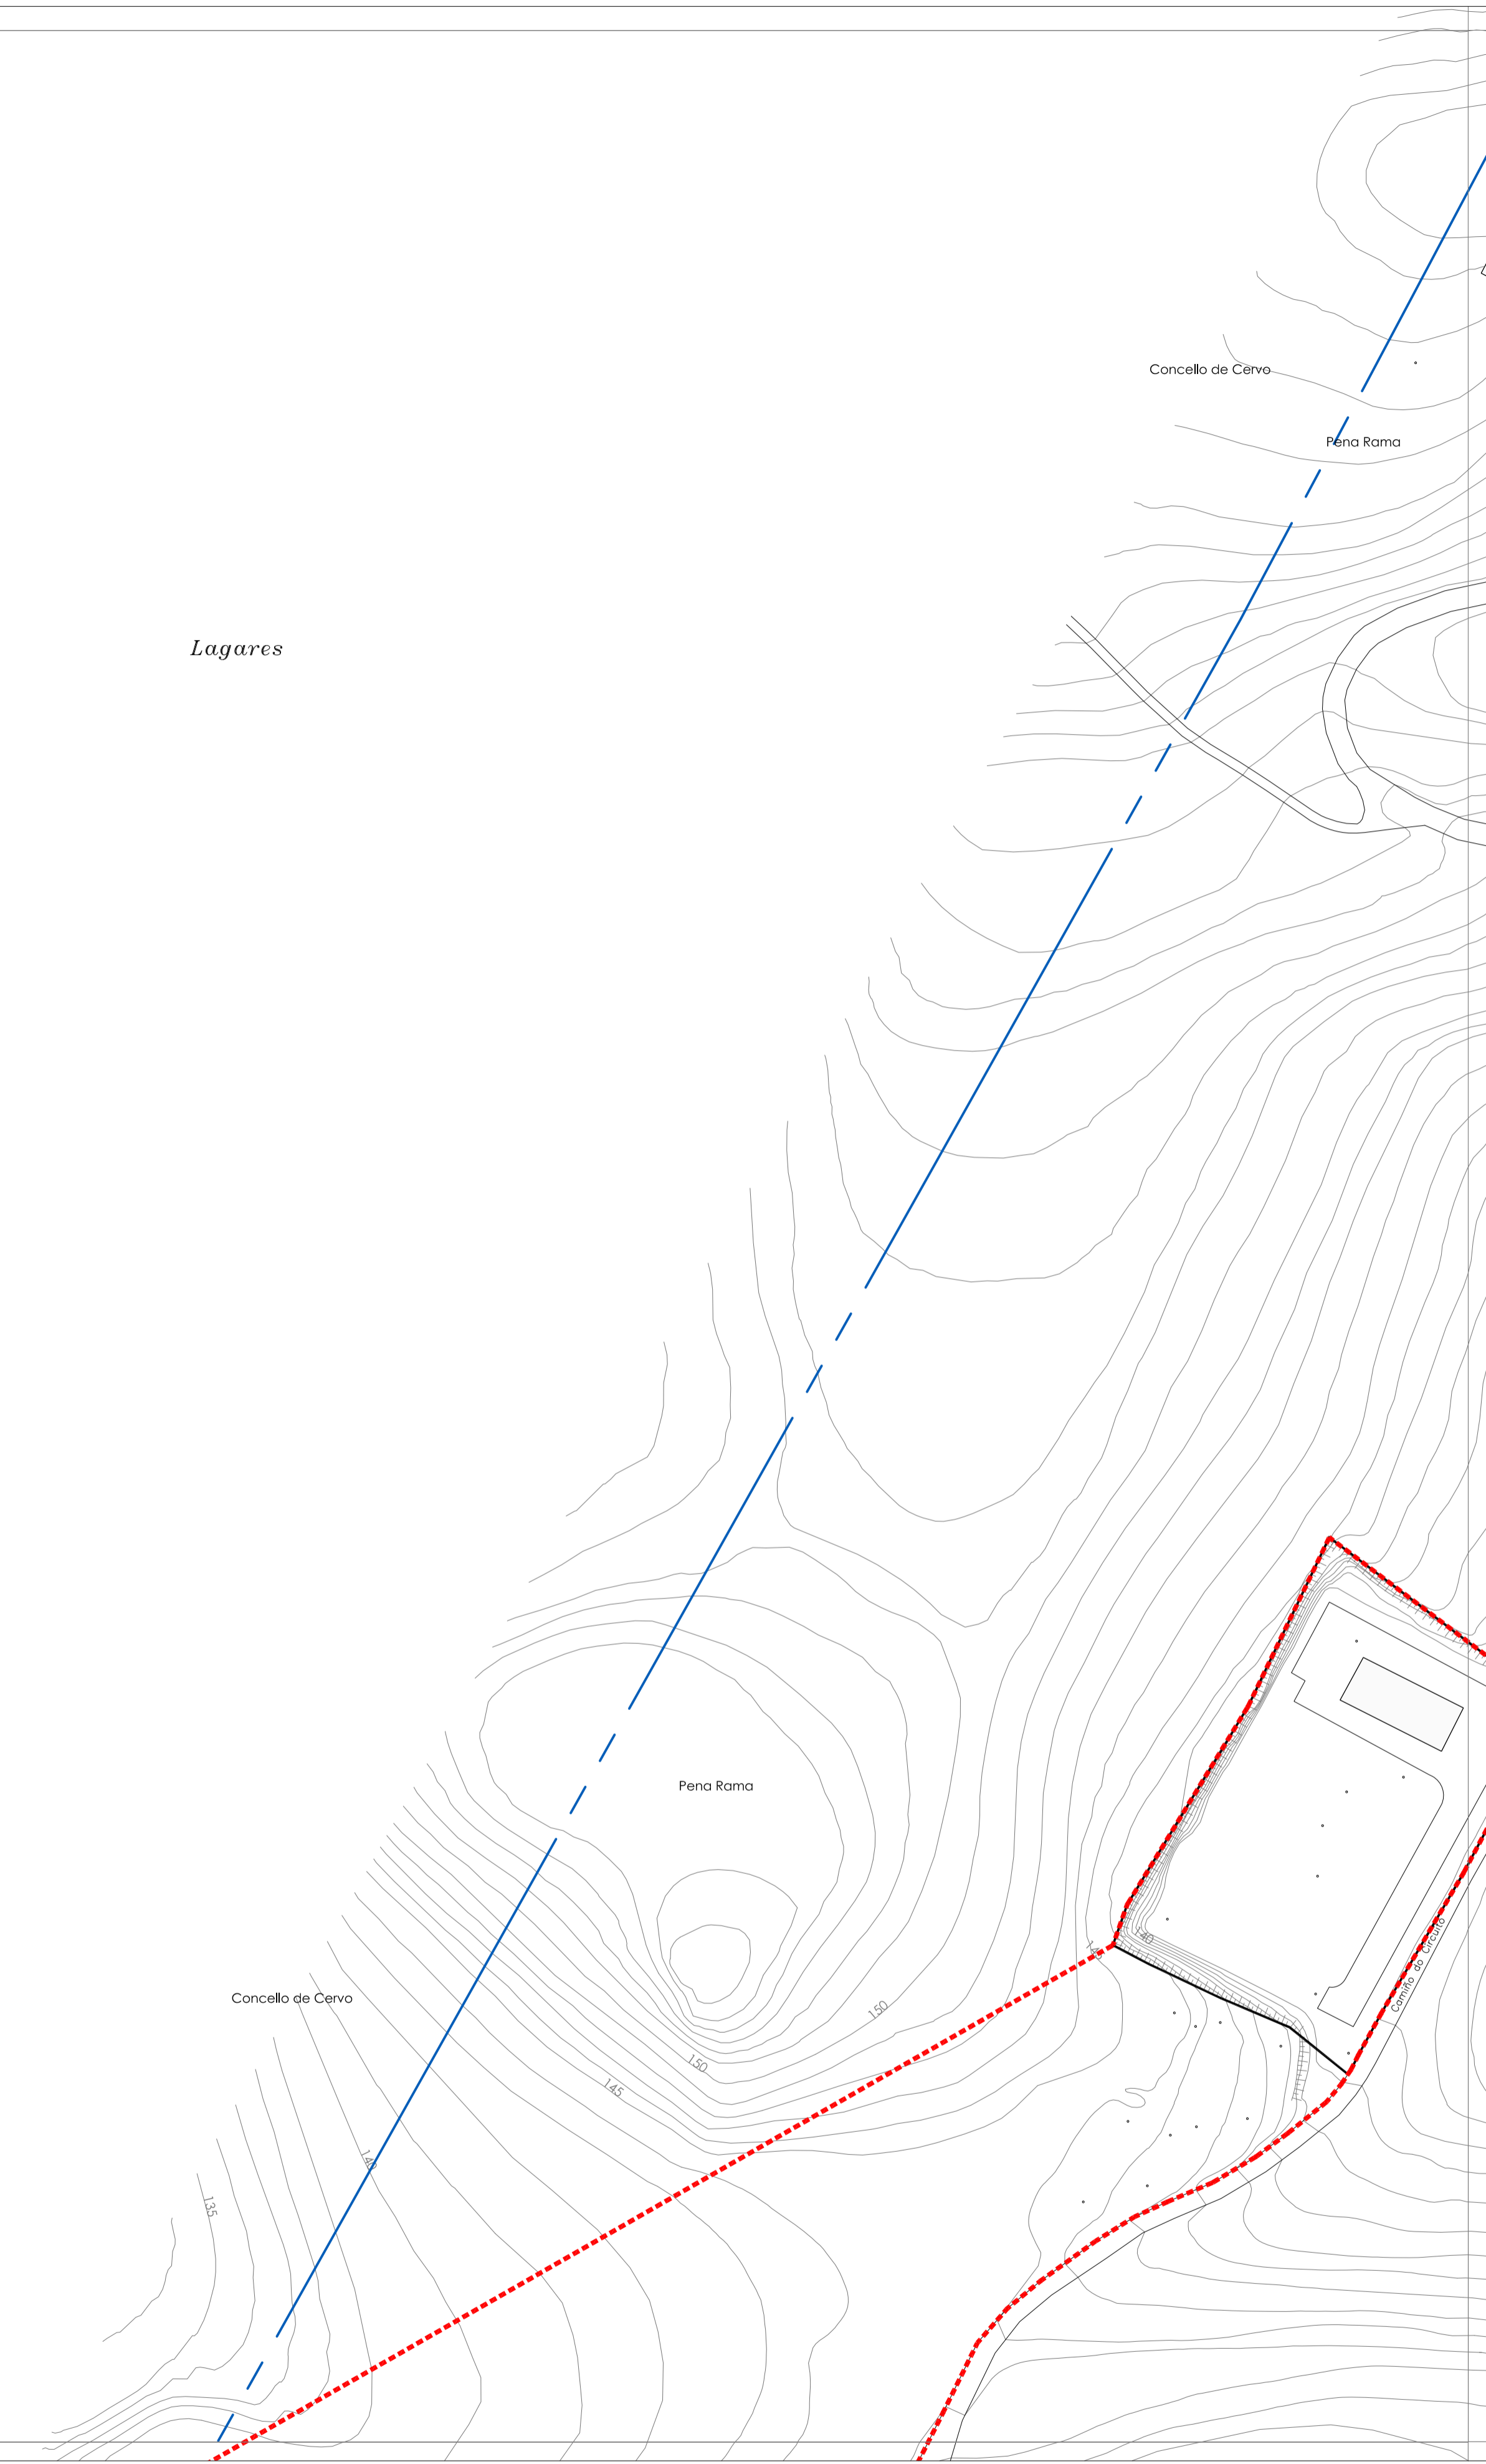 Concello de Cervo
Pena Rama
Lagares
Pena Rama
140
145
Camiño do Circuito
Concello de Cervo
150
150
145
140
135